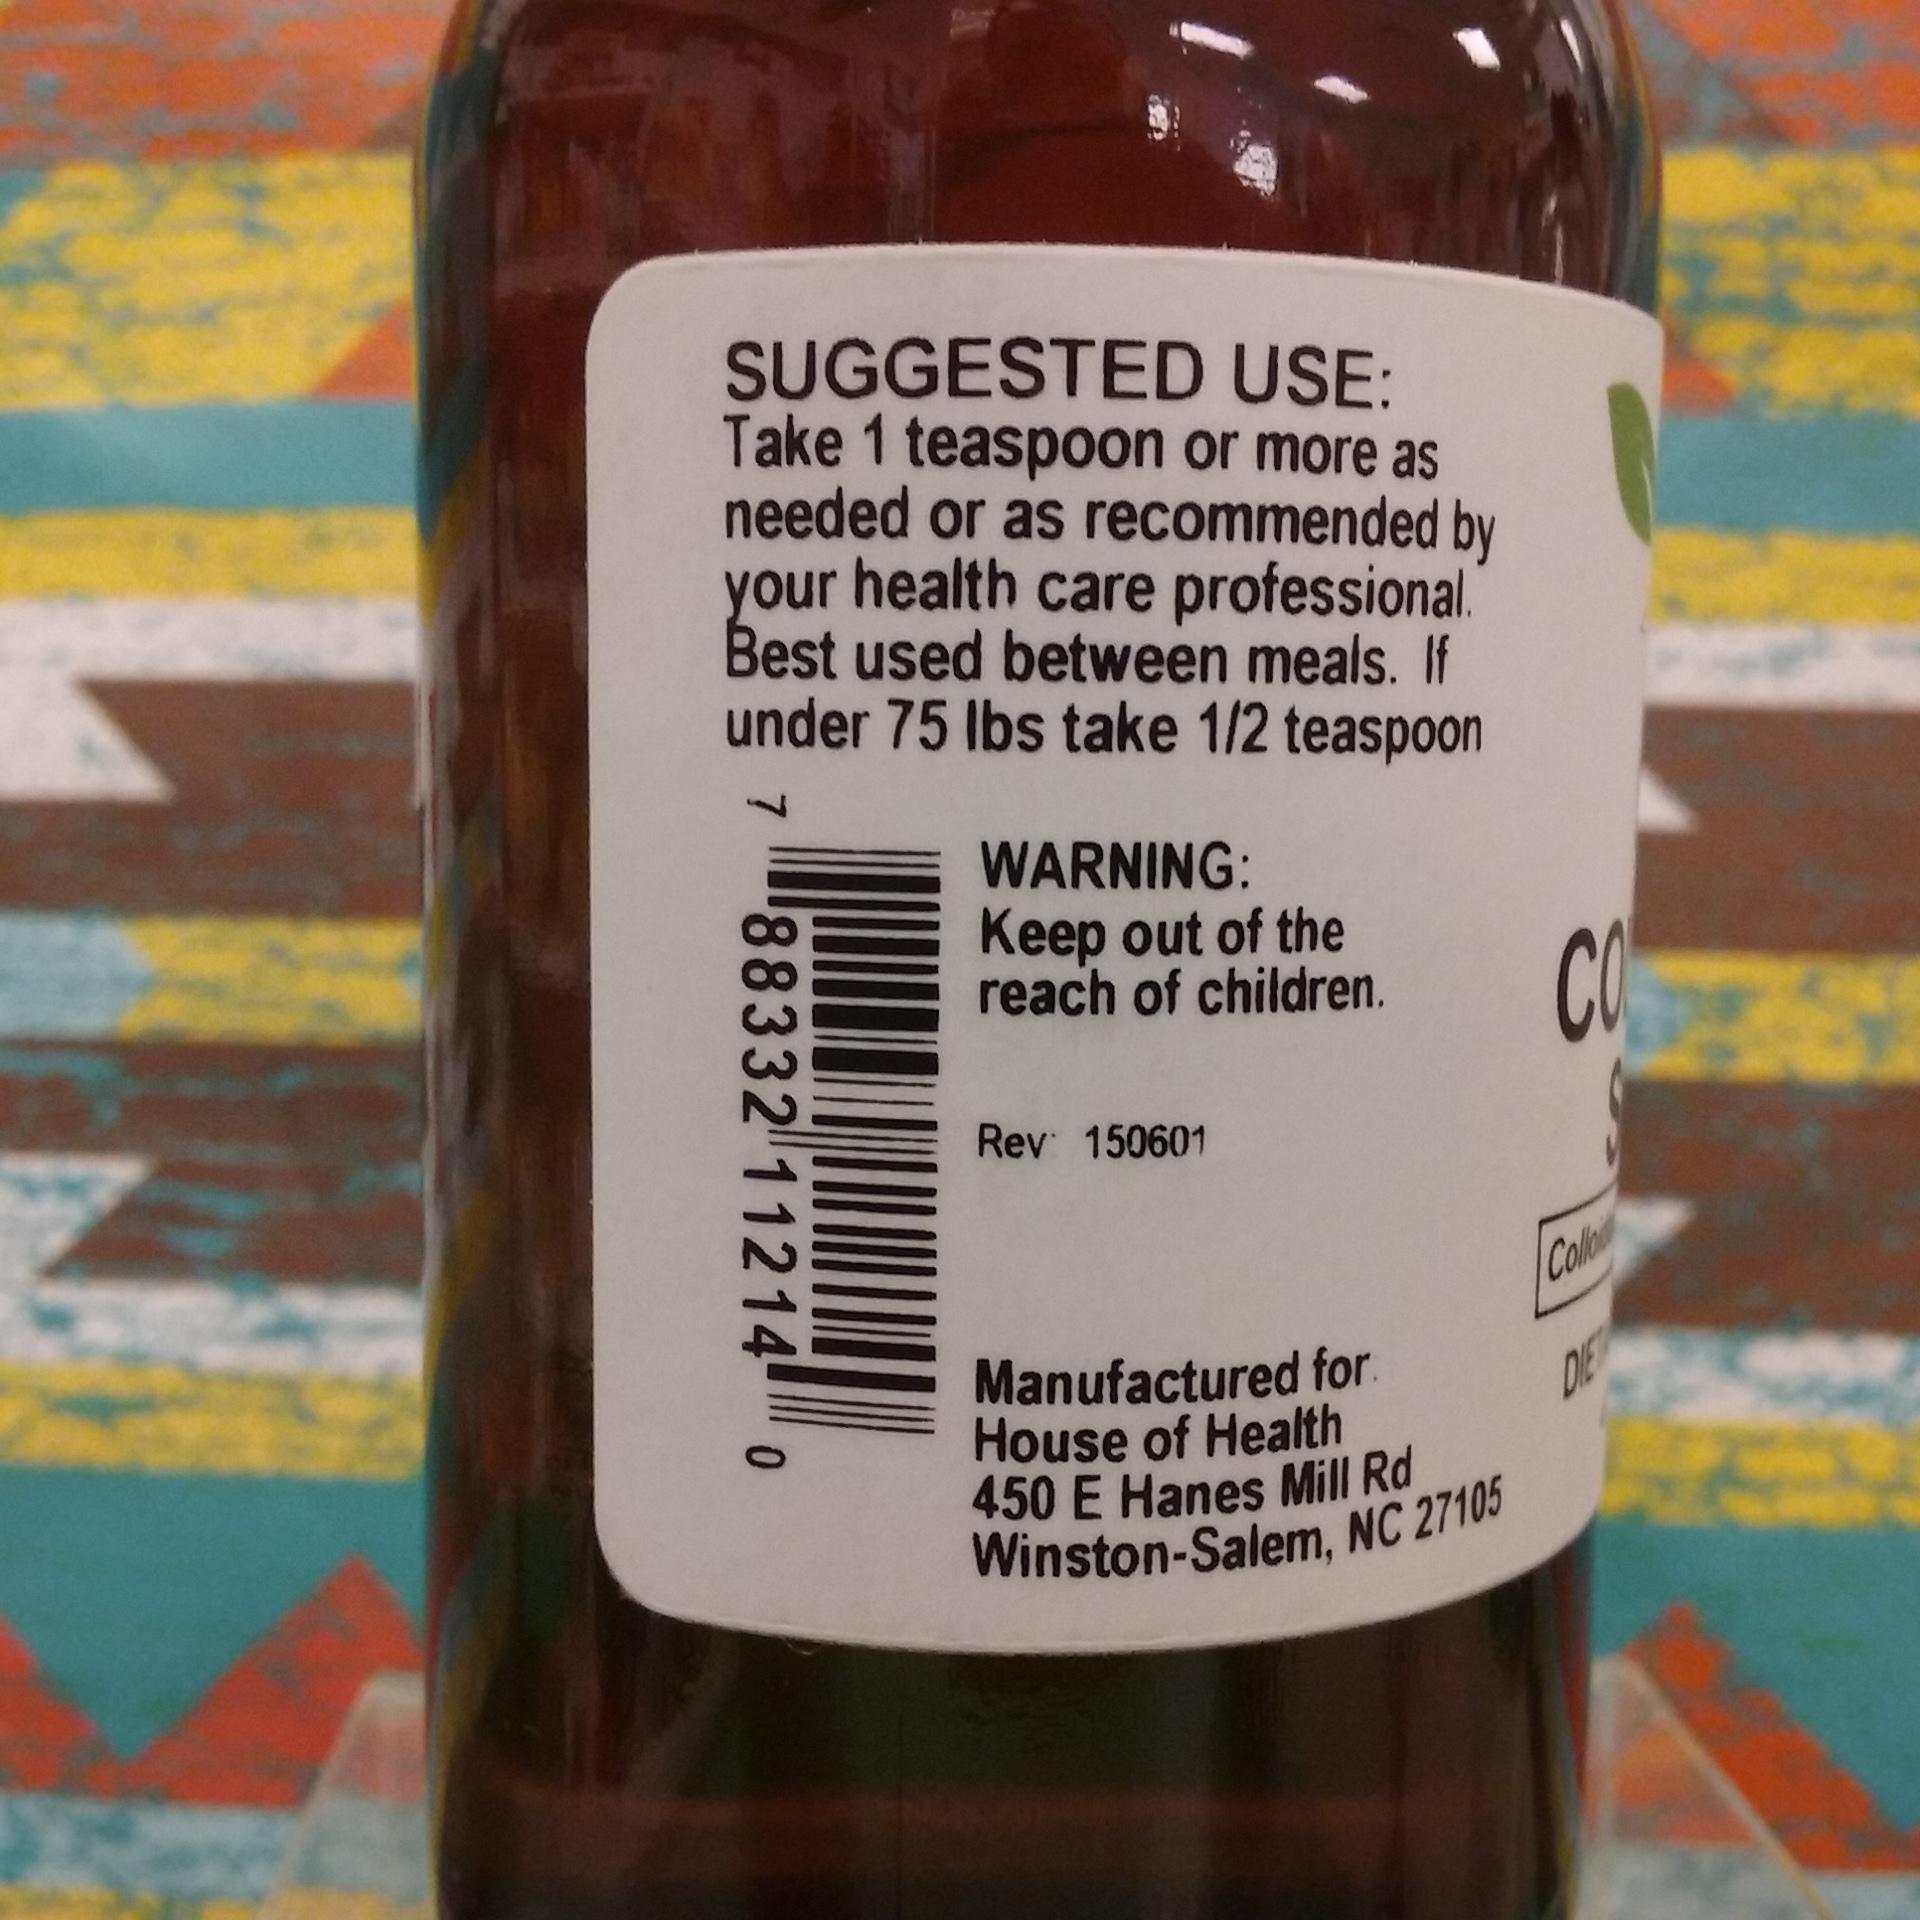 SUGGESTED USE:
Take 1 teaspoon or more as
needed or as recommended by
your health care professional.
Best used between meals. If
under 75 lbs take 1/2 teaspoon
7 88332 11214 0
WARNING:
Keep out of the
reach of children.
Rev: 150601
Manufactured for:
House of Health
450 E Hanes Mill Rd
Winston-Salem, NC 27105